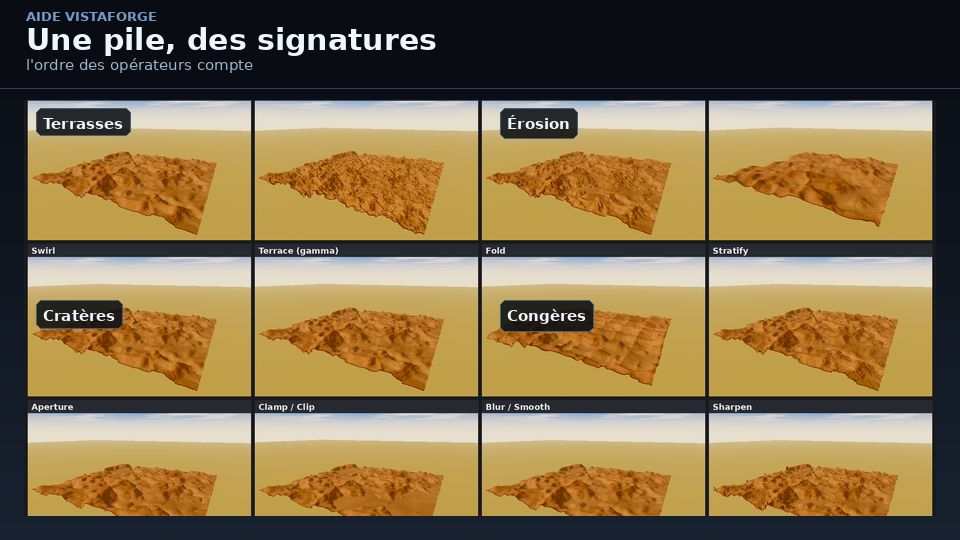 AIDE VISTAFORGE
Une pile, des signatures
l'ordre des opérateurs compte
Terrasses
Érosion
Swirl
Terrace (gamma)
Fold
Stratify
Cratères
Congères
Aperture
Clamp / Clip
Blur / Smooth
Sharpen